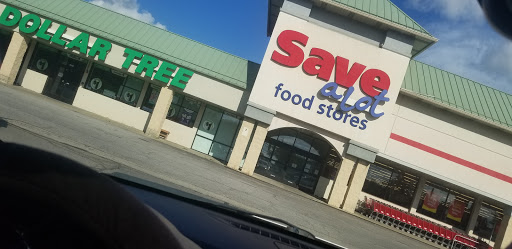 DOLLAR TREE
Save
a lot
food stores